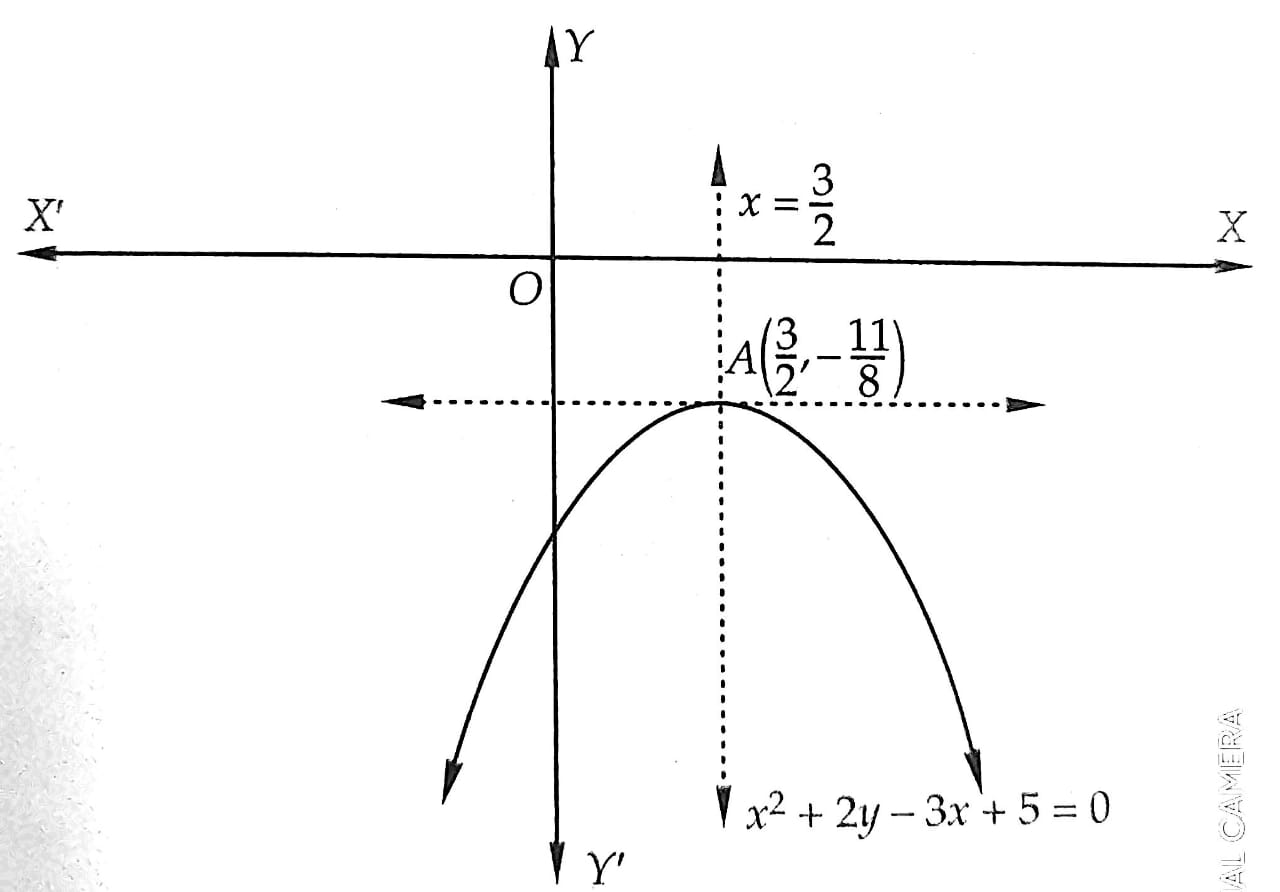 Y
X'
x = 3/2
X
O
A(3/2, -11/8)
x² + 2y – 3x + 5 = 0
Y'
AL CAMERA